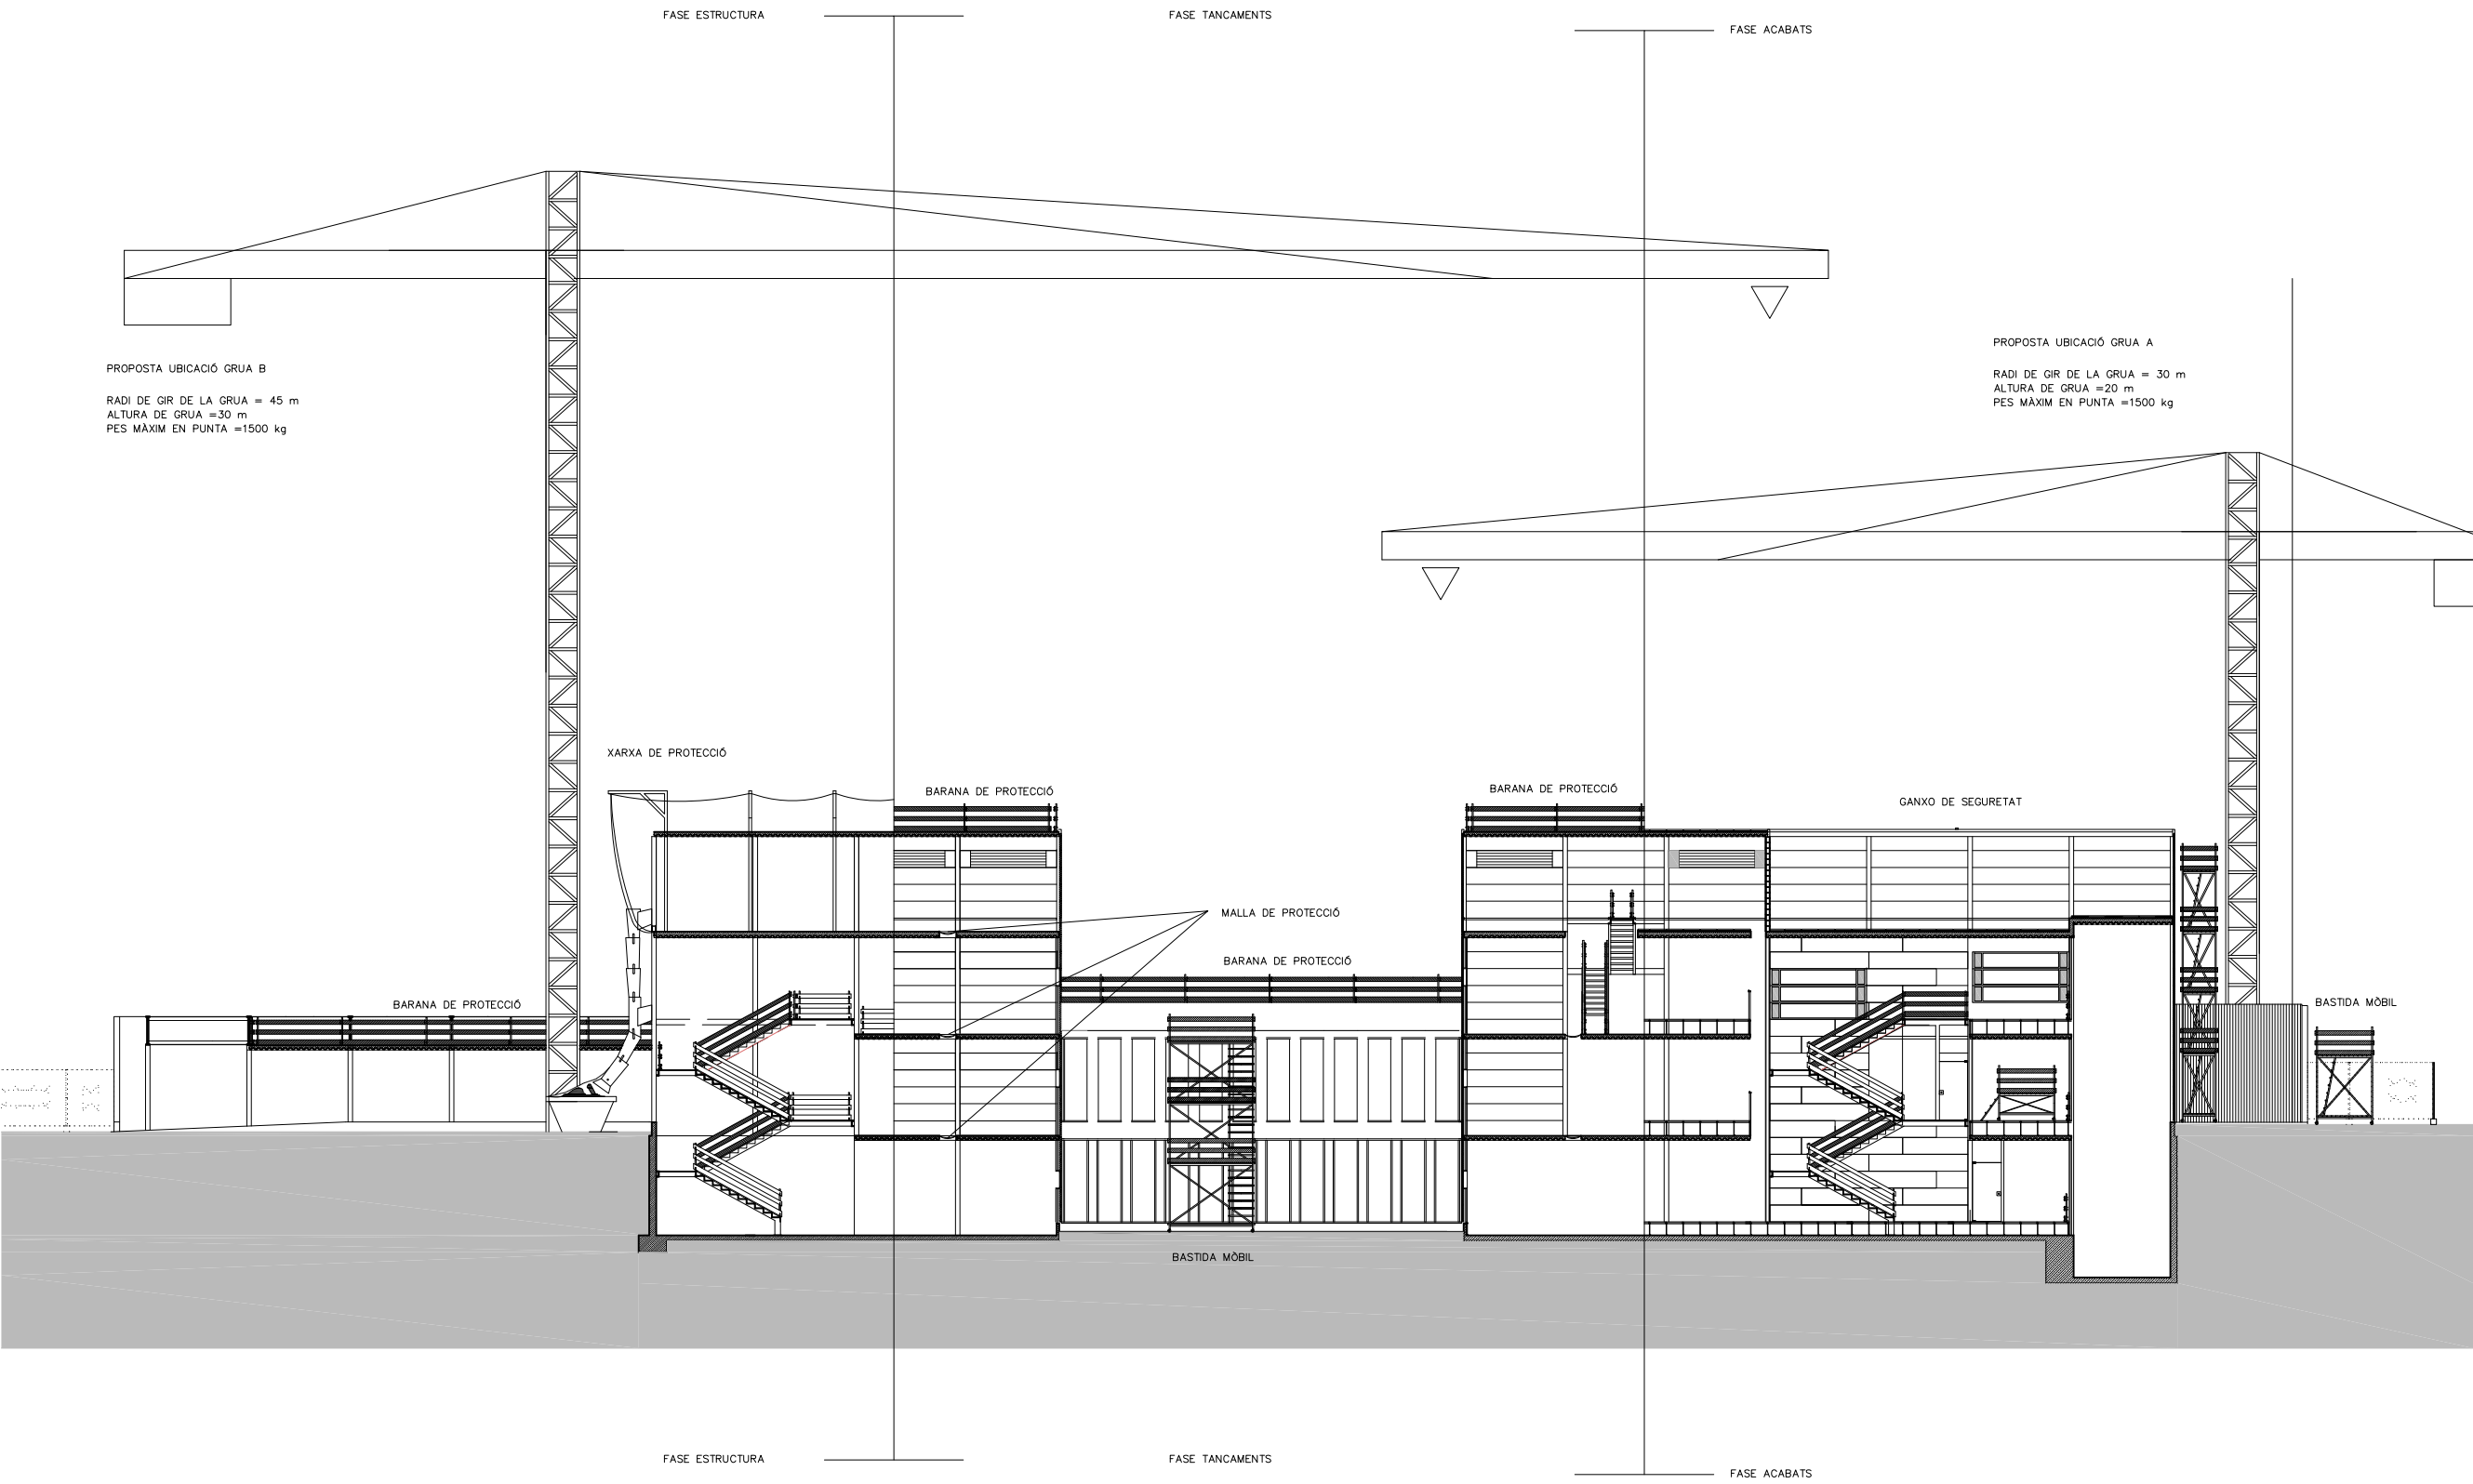 FASE ESTRUCTURA
FASE TANCAMENTS
FASE ACABATS
PROPOSTA UBICACIÓ GRUA B
RADI DE GIR DE LA GRUA = 45 m
ALTURA DE GRUA =30 m
PES MÀXIM EN PUNTA =1500 kg
PROPOSTA UBICACIÓ GRUA A
RADI DE GIR DE LA GRUA = 30 m
ALTURA DE GRUA =20 m
PES MÀXIM EN PUNTA =1500 kg
XARXA DE PROTECCIÓ
BARANA DE PROTECCIÓ
BARANA DE PROTECCIÓ
GANXO DE SEGURETAT
MALLA DE PROTECCIÓ
BARANA DE PROTECCIÓ
BARANA DE PROTECCIÓ
BASTIDA MÒBIL
BASTIDA MÒBIL
FASE ESTRUCTURA
FASE TANCAMENTS
FASE ACABATS